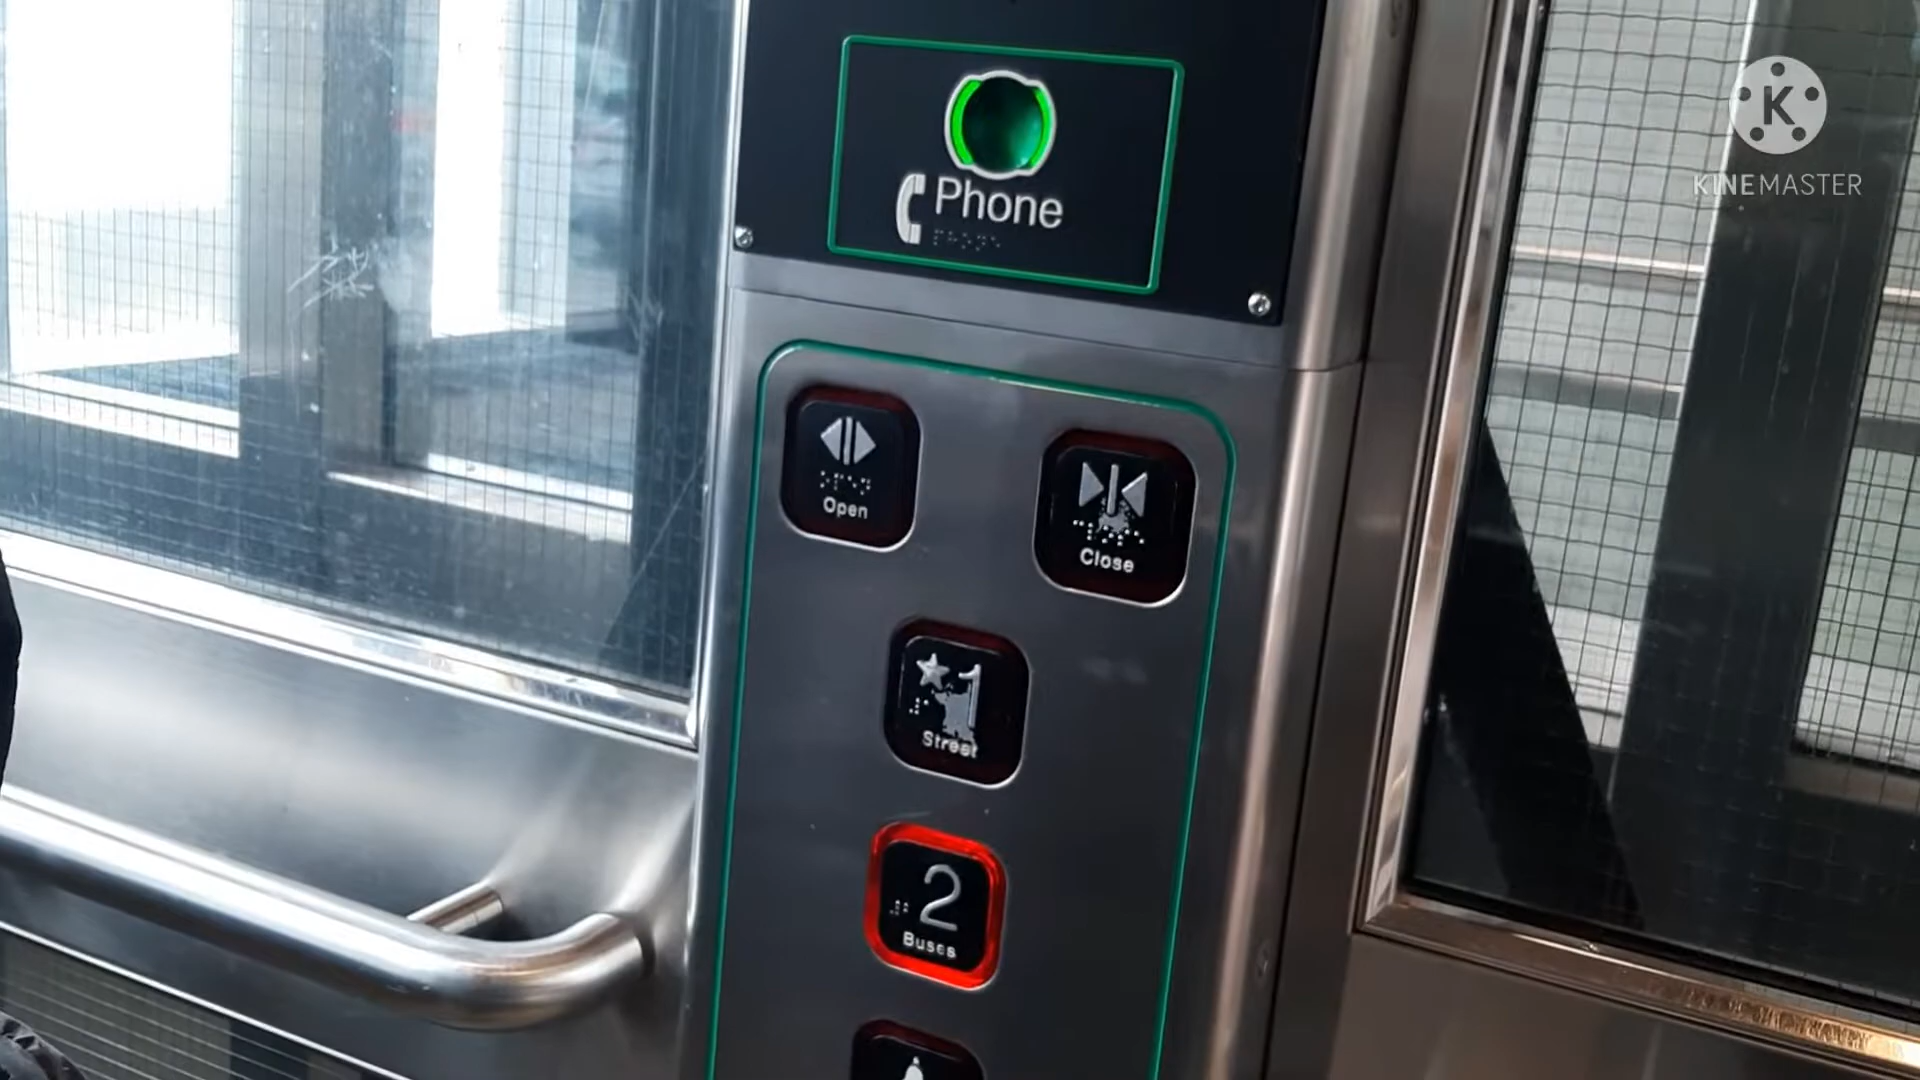 Phone
K
KINEMASTER
Open
Close
★1
Street
2
Buses